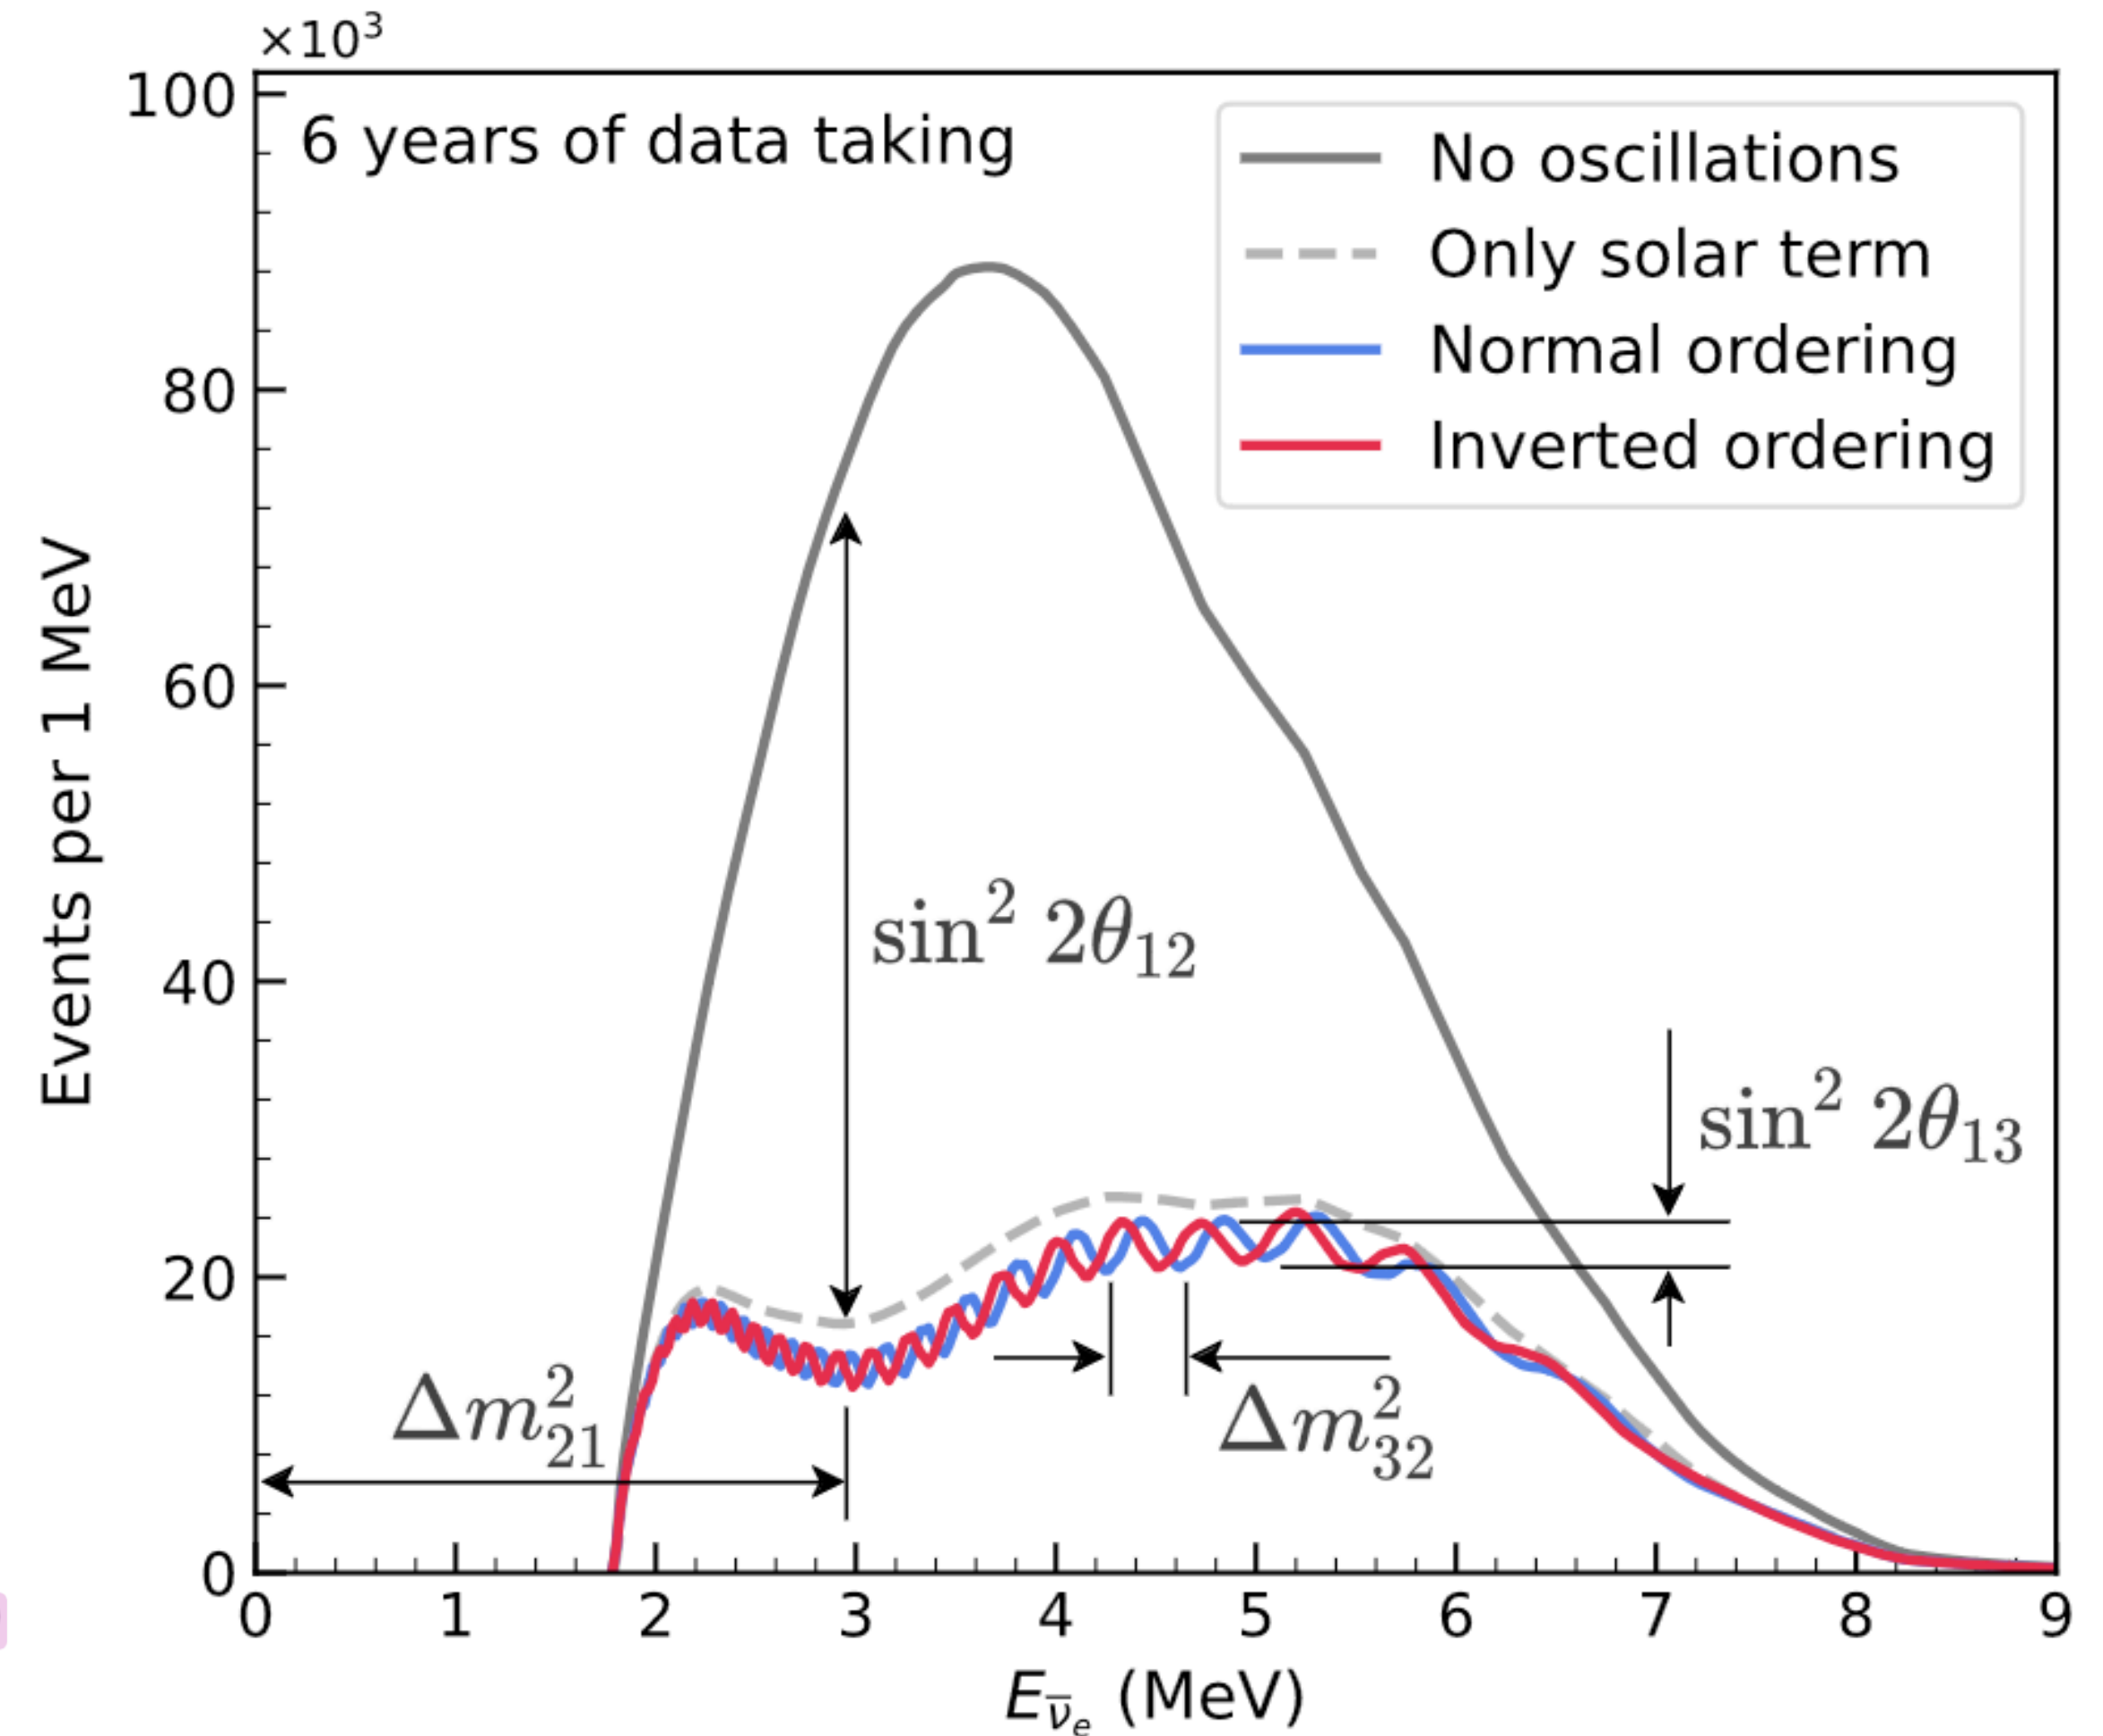 ×10³
100
80
60
40
20
0
Events per 1 MeV
6 years of data taking
No oscillations
Only solar term
Normal ordering
Inverted ordering
sin² 2θ₁₂
sin² 2θ₁₃
Δm²₂₁
Δm²₃₂
0 1 2 3 4 5 6 7 8 9
E_ν̅ₑ (MeV)